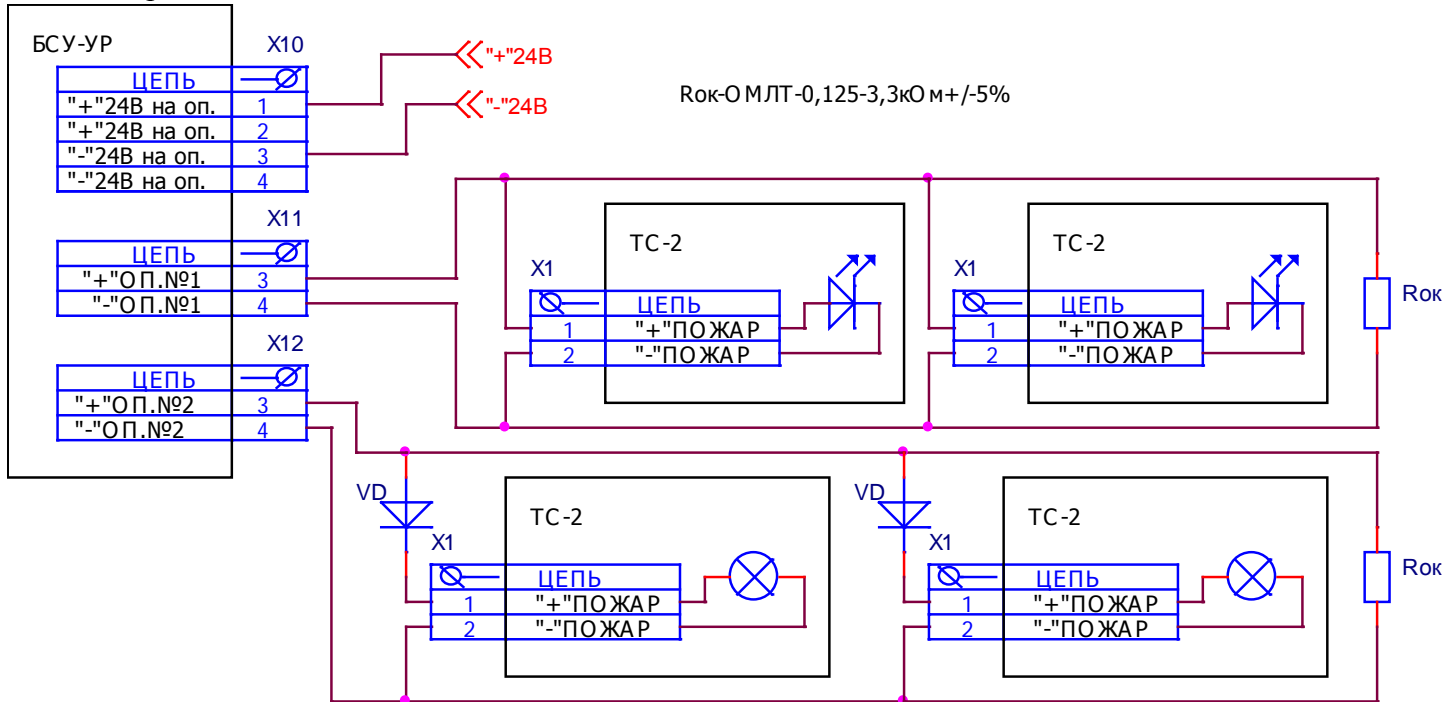 БСУ-УР
X10
ЦЕПЬ
"+"24В на оп. 1
"+"24В на оп. 2
"-"24В на оп. 3
"-"24В на оп. 4
"+"24В
"-"24В
Rок-ОМЛТ-0,125-3,3кОм+/-5%
X11
ЦЕПЬ
"+"ОП.№1 3
"-"ОП.№1 4
ТС-2
X1
ЦЕПЬ
1 "+"ПОЖАР
2 "-"ПОЖАР
ТС-2
X1
ЦЕПЬ
1 "+"ПОЖАР
2 "-"ПОЖАР
Rок
X12
ЦЕПЬ
"+"ОП.№2 3
"-"ОП.№2 4
VD
ТС-2
X1
ЦЕПЬ
1 "+"ПОЖАР
2 "-"ПОЖАР
VD
ТС-2
X1
ЦЕПЬ
1 "+"ПОЖАР
2 "-"ПОЖАР
Rок